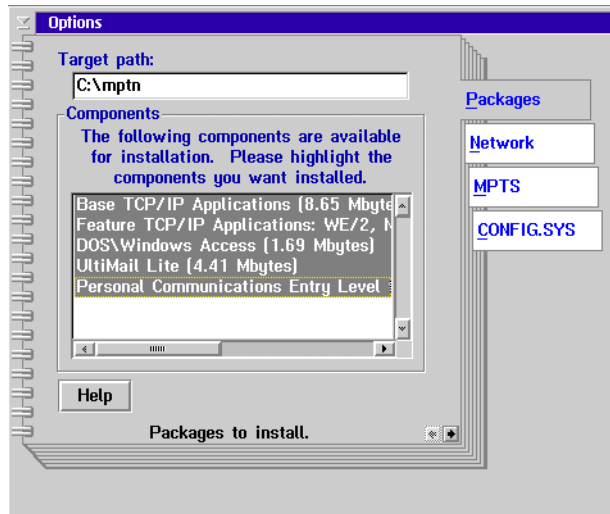 Options
Target path:
C:\mptn
Components
The following components are available
for installation. Please highlight the
components you want installed.
Base TCP/IP Applications (8.65 Mbyte
Feature TCP/IP Applications: WE/2,
DOS\Windows Access (1.69 Mbytes)
UltiMail Lite (4.41 Mbytes)
Personal Communications Entry Level
Help
Packages to install.
Packages
Network
MPTS
CONFIG.SYS